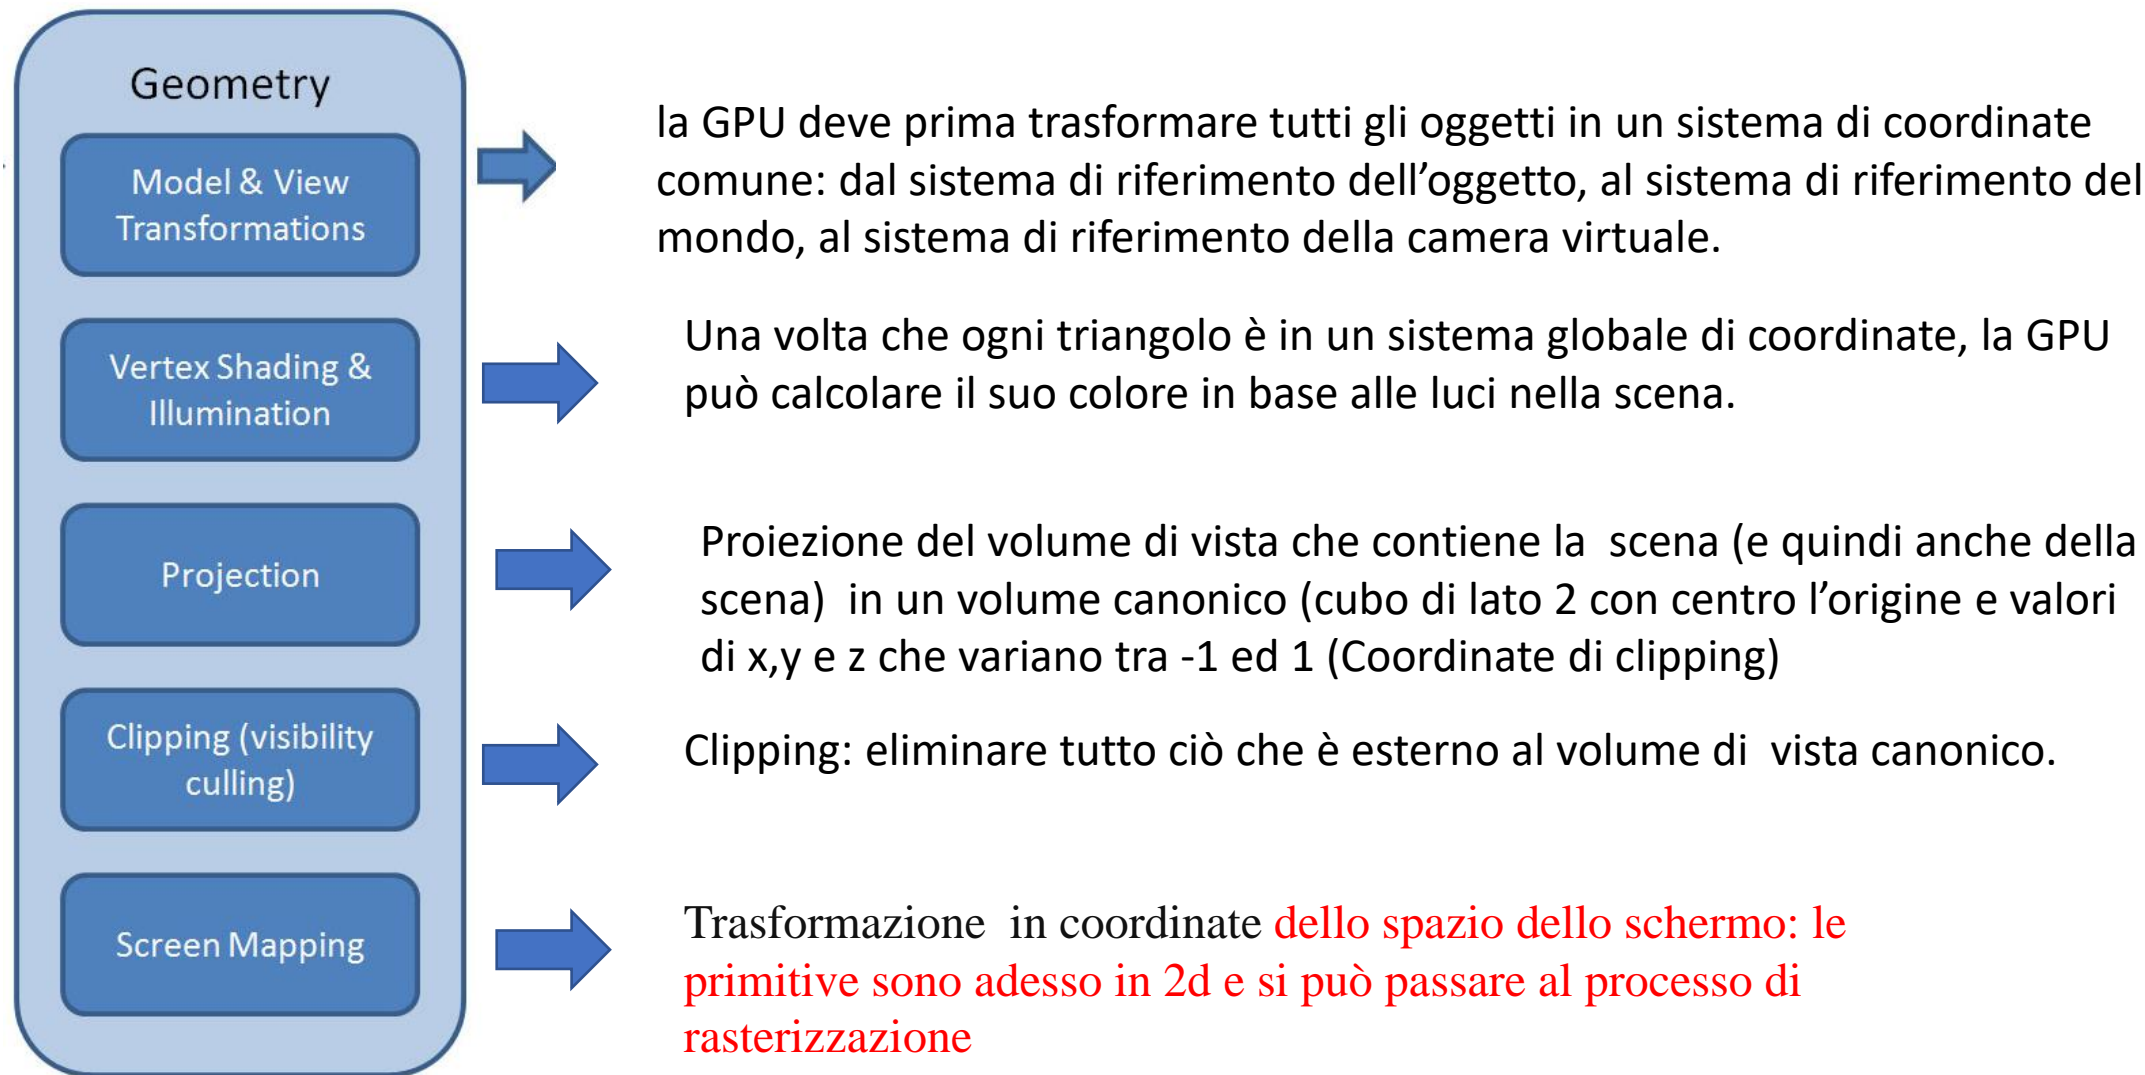 Geometry
Model & View
Transformations
la GPU deve prima trasformare tutti gli oggetti in un sistema di coordinate
comune: dal sistema di riferimento dell’oggetto, al sistema di riferimento del
mondo, al sistema di riferimento della camera virtuale.
Vertex Shading &
Illumination
Una volta che ogni triangolo è in un sistema globale di coordinate, la GPU
può calcolare il suo colore in base alle luci nella scena.
Projection
Proiezione del volume di vista che contiene la scena (e quindi anche della
scena) in un volume canonico (cubo di lato 2 con centro l’origine e valori
di x,y e z che variano tra -1 ed 1 (Coordinate di clipping)
Clipping (visibility
culling)
Clipping: eliminare tutto ciò che è esterno al volume di vista canonico.
Screen Mapping
Trasformazione in coordinate dello spazio dello schermo: le
primitive sono adesso in 2d e si può passare al processo di
rasterizzazione